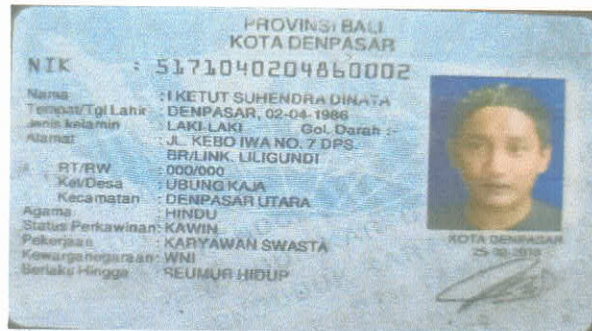 PROVINSI BALI
KOTA DENPASAR
NIK : 5171040204860002
Nama : I KETUT SUHENDRA DINATA
Tempat/Tgl Lahir : DENPASAR, 02-04-1986
Jenis kelamin : LAKI-LAKI Gol. Darah :-
Alamat : JL. KEBO IWA NO. 7 DPS.
BR/LINK. LILIGUNDI
RT/RW : 000/000
Kel/Desa : UBUNG KAJA
Kecamatan : DENPASAR UTARA
Agama : HINDU
Status Perkawinan: KAWIN
Pekerjaan : KARYAWAN SWASTA
Kewarganegaraan: WNI
Berlaku Hingga : SEUMUR HIDUP
KOTA DENPASAR